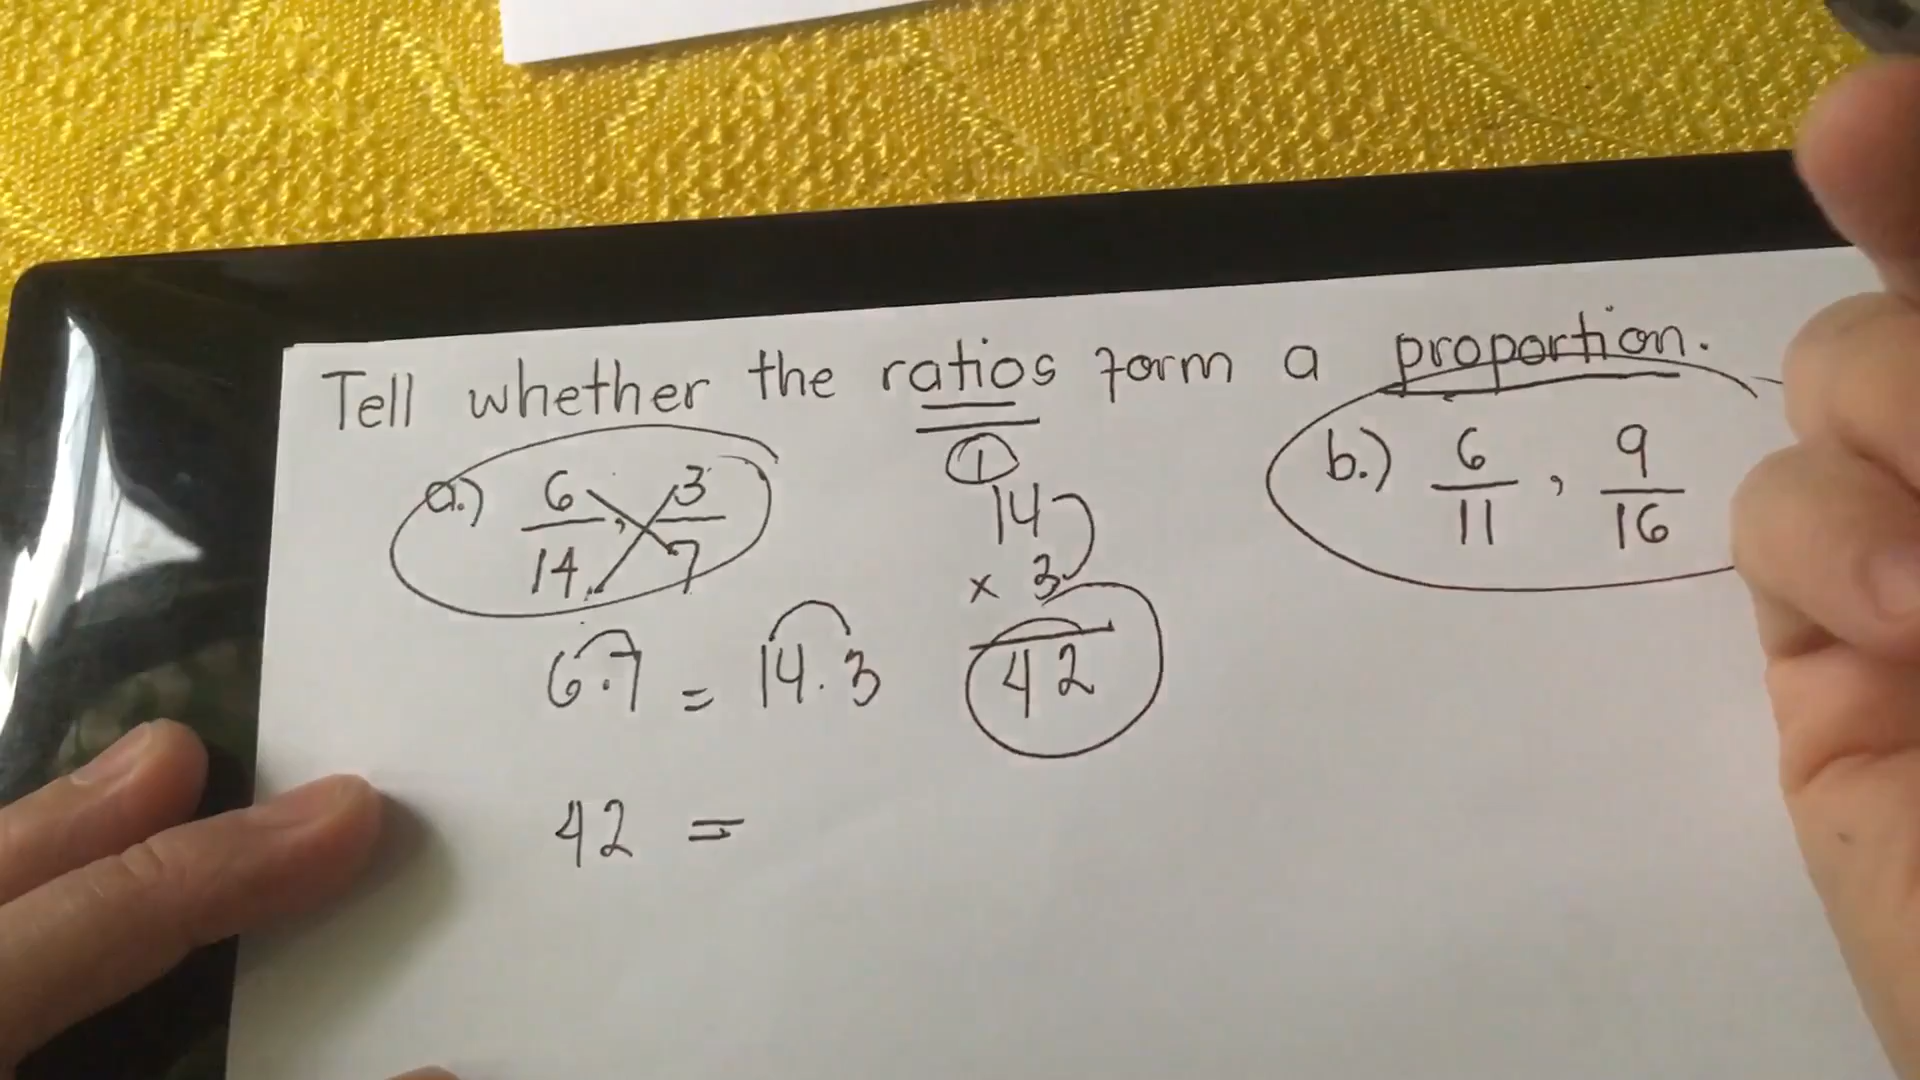 Tell whether the ratios form a proportion.
a.) 6/14, 3/7
b.) 6/11, 9/16
1
14
x 3
42
6.7 = 14.3
42 =